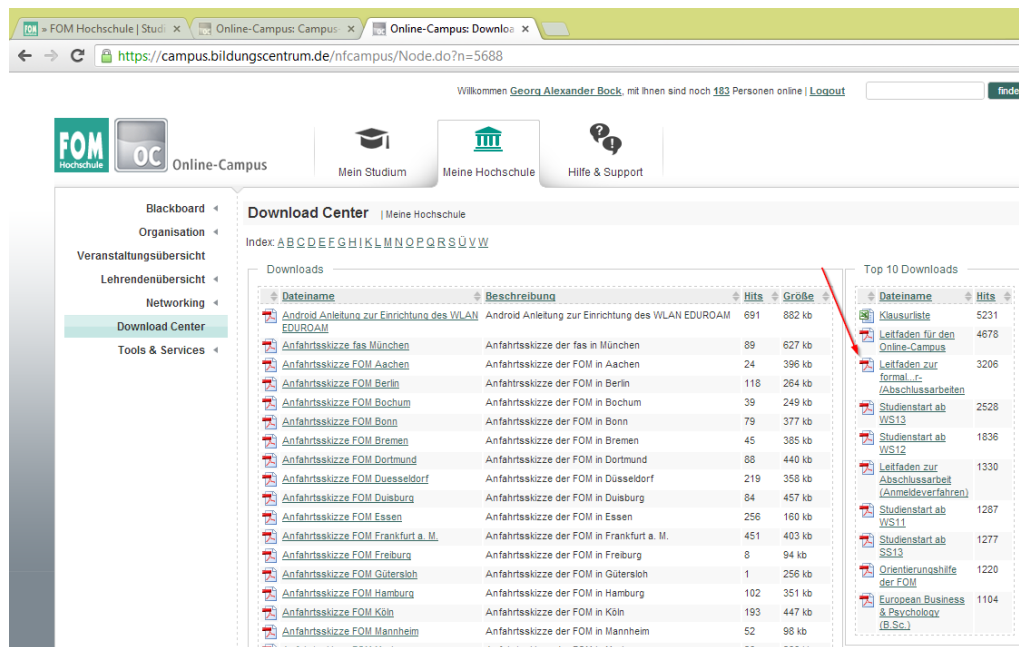 » FOM Hochschule | Studi
Online-Campus: Campus
Online-Campus: Downloa
https://campus.bildungscentrum.de/nfcampus/Node.do?n=5688
Willkommen Georg Alexander Bock, mit Ihnen sind noch 183 Personen online | Logout
finde
FOM
Hochschule
OC
Online-Campus
Mein Studium
Meine Hochschule
Hilfe & Support
Blackboard
Organisation
Veranstaltungsübersicht
Lehrendenübersicht
Networking
Download Center
Tools & Services
Download Center | Meine Hochschule
Index: A B C D E F G H I K L M N O P Q R S Ü V W
Downloads
Dateiname Beschreibung Hits Größe
Android Anleitung zur Einrichtung des WLAN Android Anleitung zur Einrichtung des WLAN EDUROAM 691 882 kb
EDUROAM
Anfahrtsskizze fas München Anfahrtsskizze der fas in München 89 627 kb
Anfahrtsskizze FOM Aachen Anfahrtsskizze der FOM in Aachen 24 396 kb
Anfahrtsskizze FOM Berlin Anfahrtsskizze der FOM in Berlin 118 264 kb
Anfahrtsskizze FOM Bochum Anfahrtsskizze der FOM in Bochum 39 249 kb
Anfahrtsskizze FOM Bonn Anfahrtsskizze der FOM in Bonn 79 377 kb
Anfahrtsskizze FOM Bremen Anfahrtsskizze der FOM in Bremen 45 385 kb
Anfahrtsskizze FOM Dortmund Anfahrtsskizze der FOM in Dortmund 88 440 kb
Anfahrtsskizze FOM Duesseldorf Anfahrtsskizze der FOM in Düsseldorf 219 358 kb
Anfahrtsskizze FOM Duisburg Anfahrtsskizze der FOM in Duisburg 84 457 kb
Anfahrtsskizze FOM Essen Anfahrtsskizze der FOM in Essen 256 160 kb
Anfahrtsskizze FOM Frankfurt a. M. Anfahrtsskizze der FOM in Frankfurt a. M. 451 403 kb
Anfahrtsskizze FOM Freiburg Anfahrtsskizze der FOM in Freiburg 8 94 kb
Anfahrtsskizze FOM Gütersloh Anfahrtsskizze der FOM in Gütersloh 1 256 kb
Anfahrtsskizze FOM Hamburg Anfahrtsskizze der FOM in Hamburg 102 351 kb
Anfahrtsskizze FOM Köln Anfahrtsskizze der FOM in Köln 193 447 kb
Anfahrtsskizze FOM Mannheim Anfahrtsskizze der FOM in Mannheim 52 98 kb
Top 10 Downloads
Dateiname Hits
Klausurliste 5231
Leitfaden für den 4678
Online-Campus
Leitfaden zur 3206
formal...r-
/Abschlussarbeiten
Studienstart ab 2528
WS13
Studienstart ab 1836
WS12
Leitfaden zur 1330
Abschlussarbeit
(Anmeldeverfahren)
Studienstart ab 1287
WS11
Studienstart ab 1277
SS13
Orientierungshilfe 1220
der FOM
European Business 1104
& Psychology
(B.Sc.)